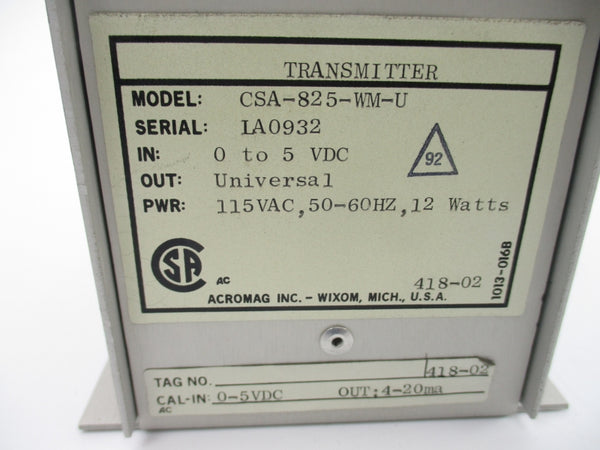 TRANSMITTER
MODEL: CSA-825-WM-U
SERIAL: IA0932
IN: 0 to 5 VDC
92
OUT: Universal
PWR: 115VAC,50-60HZ,12 Watts
CSA
AC
418-02
1013-016B
ACROMAG INC. - WIXOM, MICH., U.S.A.
TAG NO. 418-02
CAL-IN: 0-5VDC OUT:4-20ma
AC